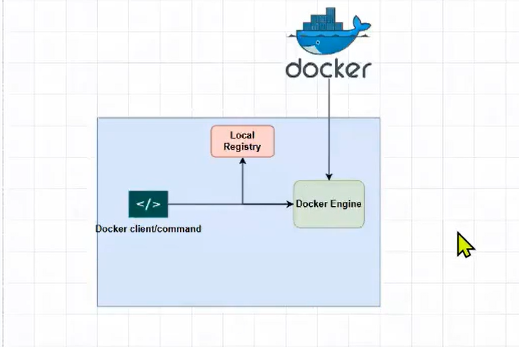 docker
Local
Registry
Docker Engine
</>
Docker client/command